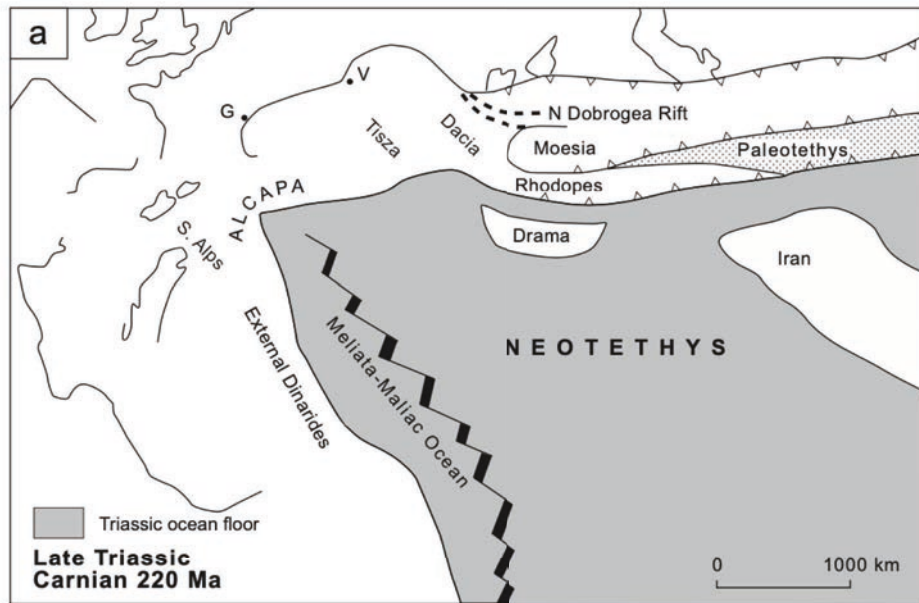 a
V
G
N Dobrogea Rift
Tisza
Dacia
Moesia
Paleotethys
Rhodopes
ALCAPA
S. Alps
Drama
Iran
External Dinarides
Meliata-Maliac Ocean
NEOTETHYS
Triassic ocean floor
Late Triassic
Carnian 220 Ma
0 1000 km